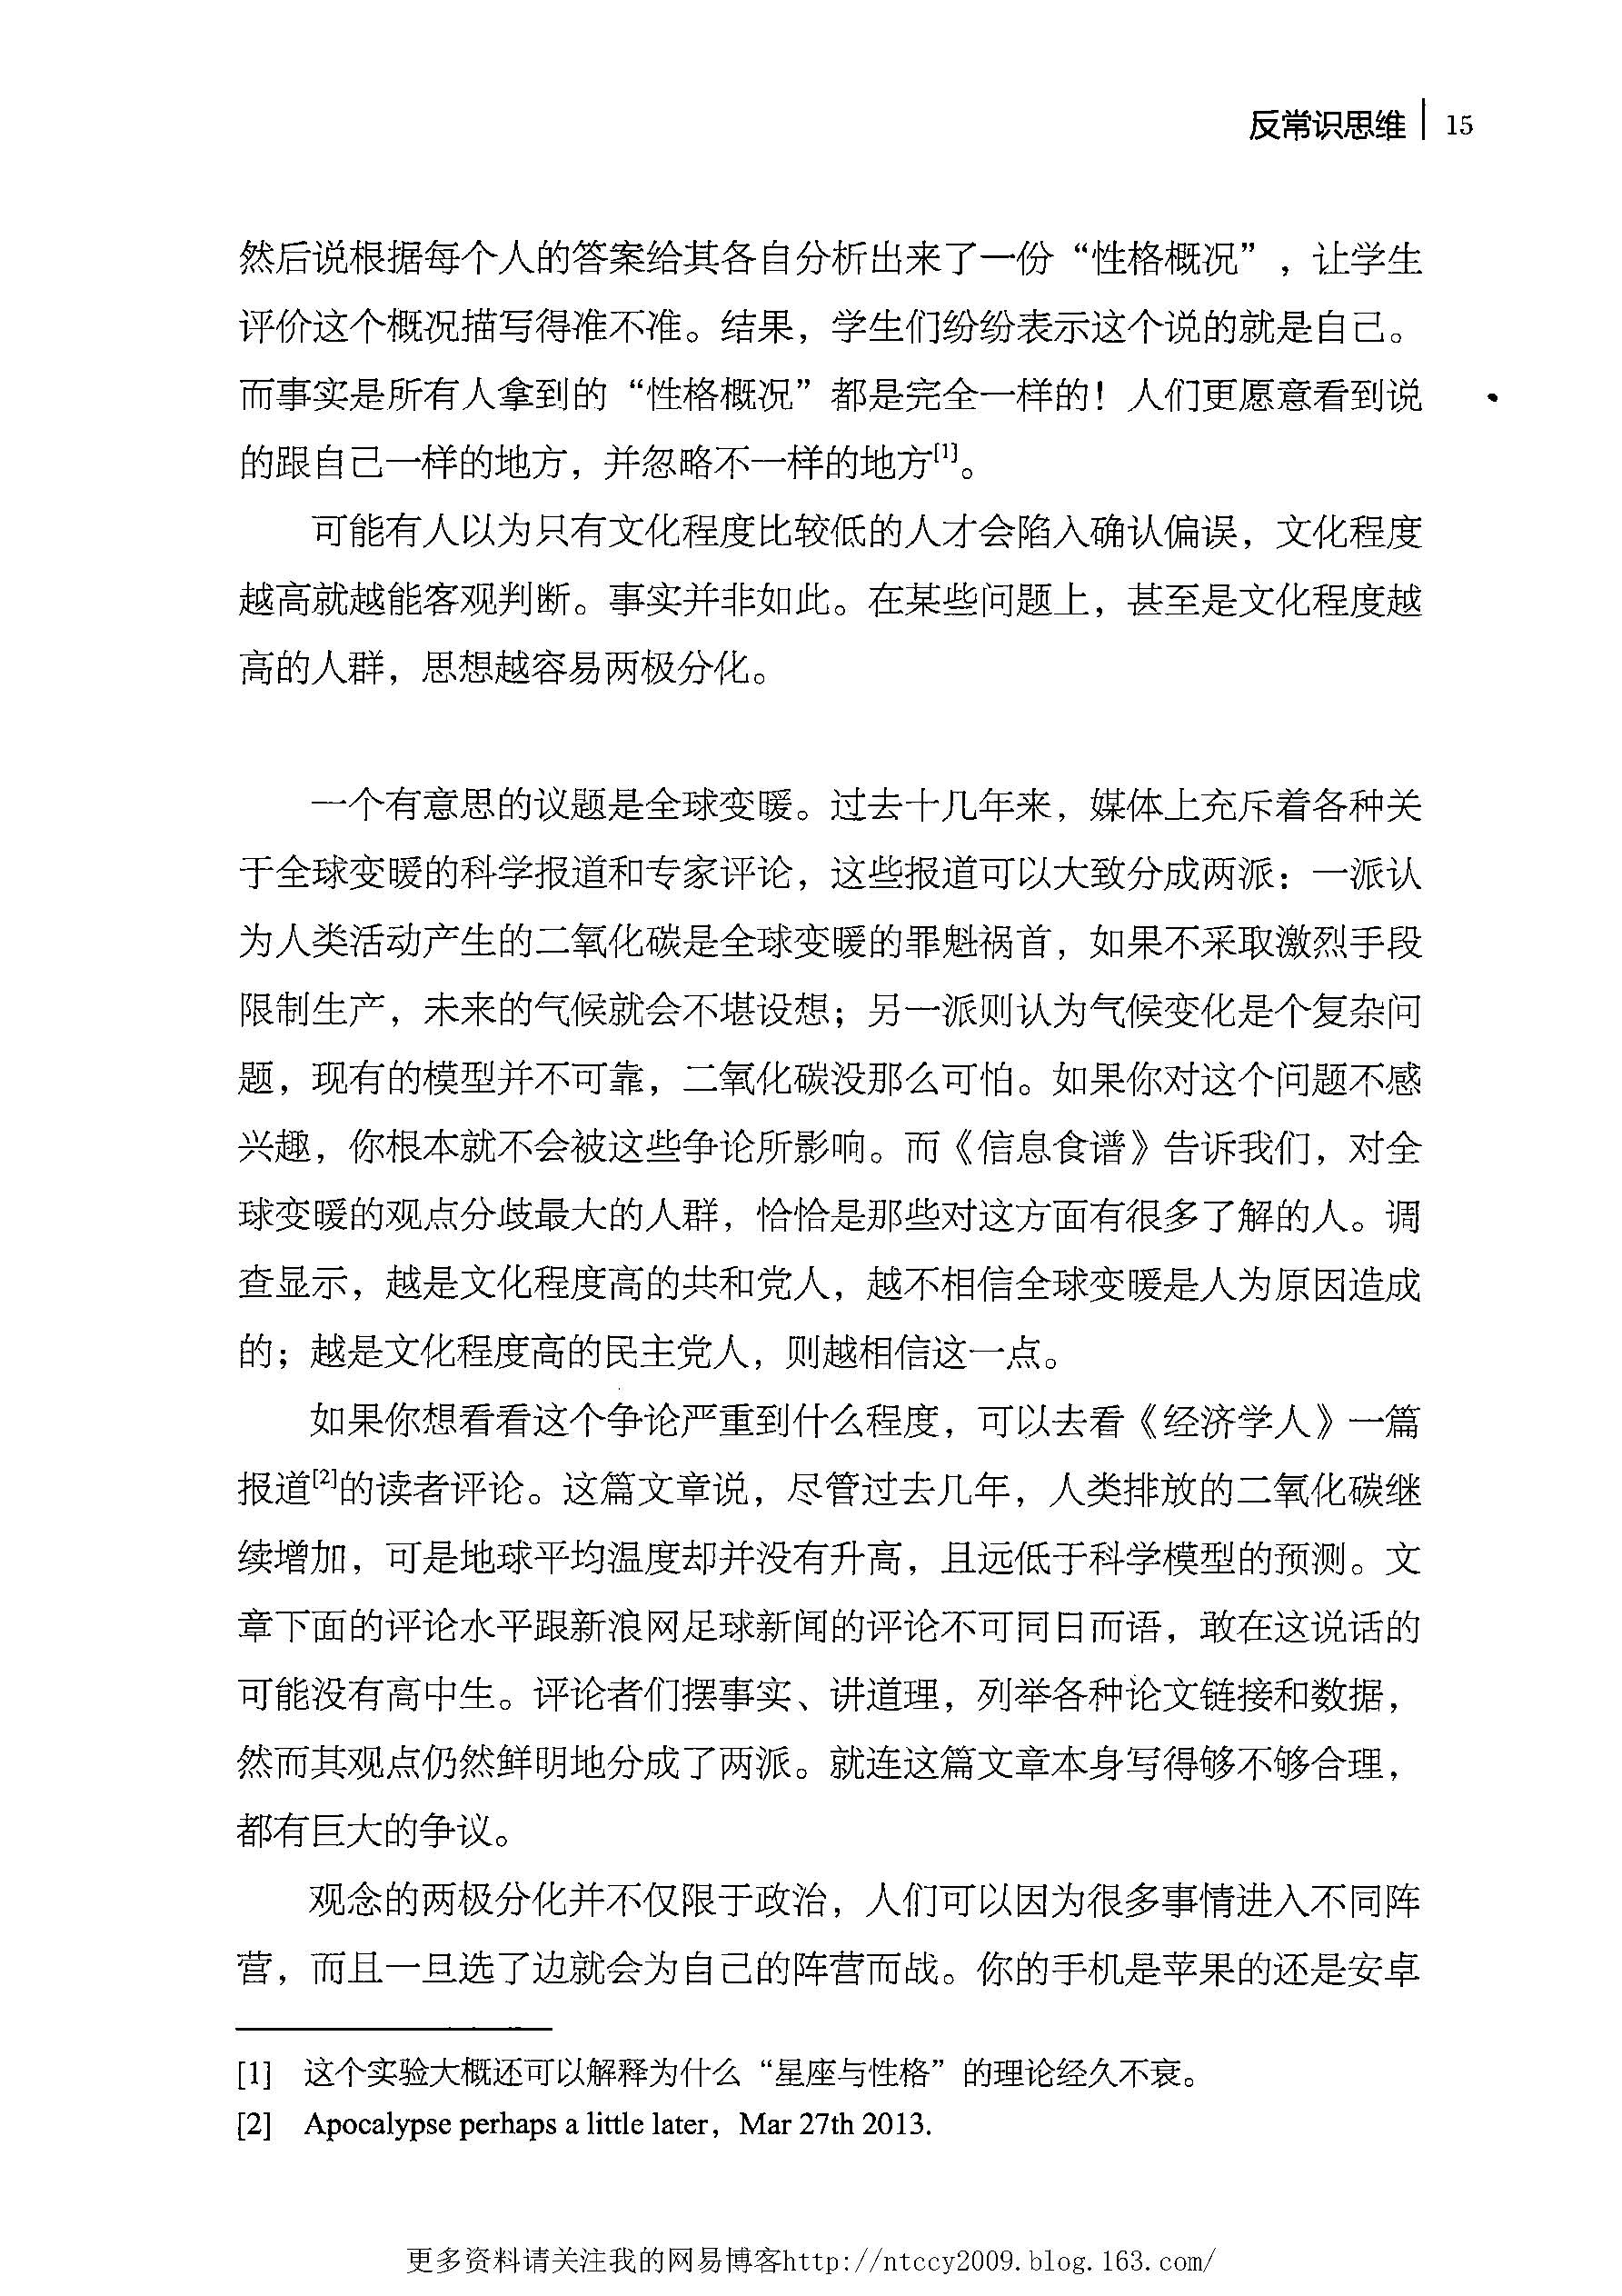 反常识思维 | 15
然后说根据每个人的答案给其各自分析出来了一份“性格概况”，让学生
评价这个概况描写得准不准。结果，学生们纷纷表示这个说的就是自己。
而事实是所有人拿到的“性格概况”都是完全一样的！人们更愿意看到说
的跟自己一样的地方，并忽略不一样的地方[1]。
可能有人以为只有文化程度比较低的人才会陷入确认偏误，文化程度
越高就越能客观判断。事实并非如此。在某些问题上，甚至是文化程度越
高的人群，思想越容易两极分化。
一个有意思的议题是全球变暖。过去十几年来，媒体上充斥着各种关
于全球变暖的科学报道和专家评论，这些报道可以大致分成两派：一派认
为人类活动产生的二氧化碳是全球变暖的罪魁祸首，如果不采取激烈手段
限制生产，未来的气候就会不堪设想；另一派则认为气候变化是个复杂问
题，现有的模型并不可靠，二氧化碳没那么可怕。如果你对这个问题不感
兴趣，你根本就不会被这些争论所影响。而《信息食谱》告诉我们，对全
球变暖的观点分歧最大的人群，恰恰是那些对这方面有很多了解的人。调
查显示，越是文化程度高的共和党人，越不相信全球变暖是人为原因造成
的；越是文化程度高的民主党人，则越相信这一点。
如果你想看看这个争论严重到什么程度，可以去看《经济学人》一篇
报道[2]的读者评论。这篇文章说，尽管过去几年，人类排放的二氧化碳继
续增加，可是地球平均温度却并没有升高，且远低于科学模型的预测。文
章下面的评论水平跟新浪网足球新闻的评论不可同日而语，敢在这说话的
可能没有高中生。评论者们摆事实、讲道理，列举各种论文链接和数据，
然而其观点仍然鲜明地分成了两派。就连这篇文章本身写得够不够合理，
都有巨大的争议。
观念的两极分化并不仅限于政治，人们可以因为很多事情进入不同阵
营，而且一旦选了边就会为自己的阵营而战。你的手机是苹果的还是安卓
[1] 这个实验大概还可以解释为什么“星座与性格”的理论经久不衰。
[2] Apocalypse perhaps a little later，Mar 27th 2013.
更多资料请关注我的网易博客http://ntccy2009.blog.163.com/